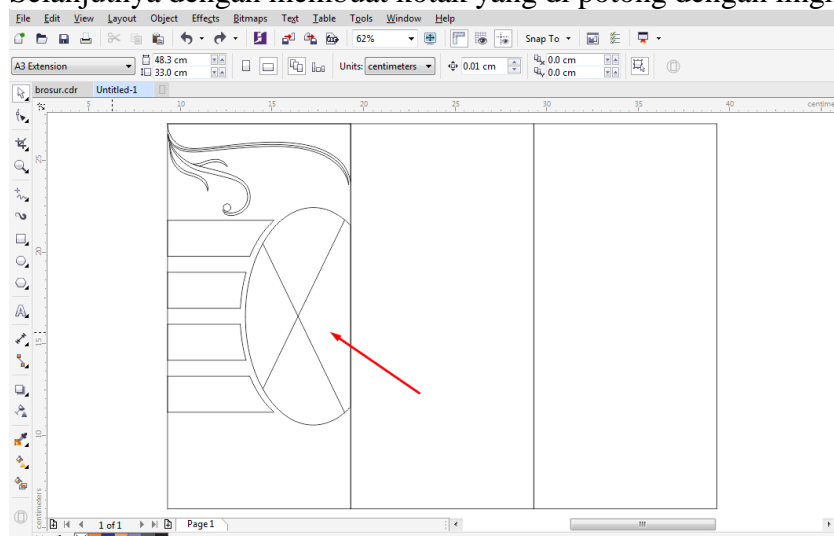 Selanjutnya dengan membuat kotak yang di potong dengan
File Edit View Layout Object Effects Bitmaps Text Table Tools Window Help
62% Snap To
A3 Extension 48.3 cm 33.0 cm Units: centimeters 0.01 cm 0.0 cm 0.0 cm
brosur.cdr Untitled-1
5 10 15 20 25 30 35 40
25
20
15
10
centimeters
1 of 1 Page 1